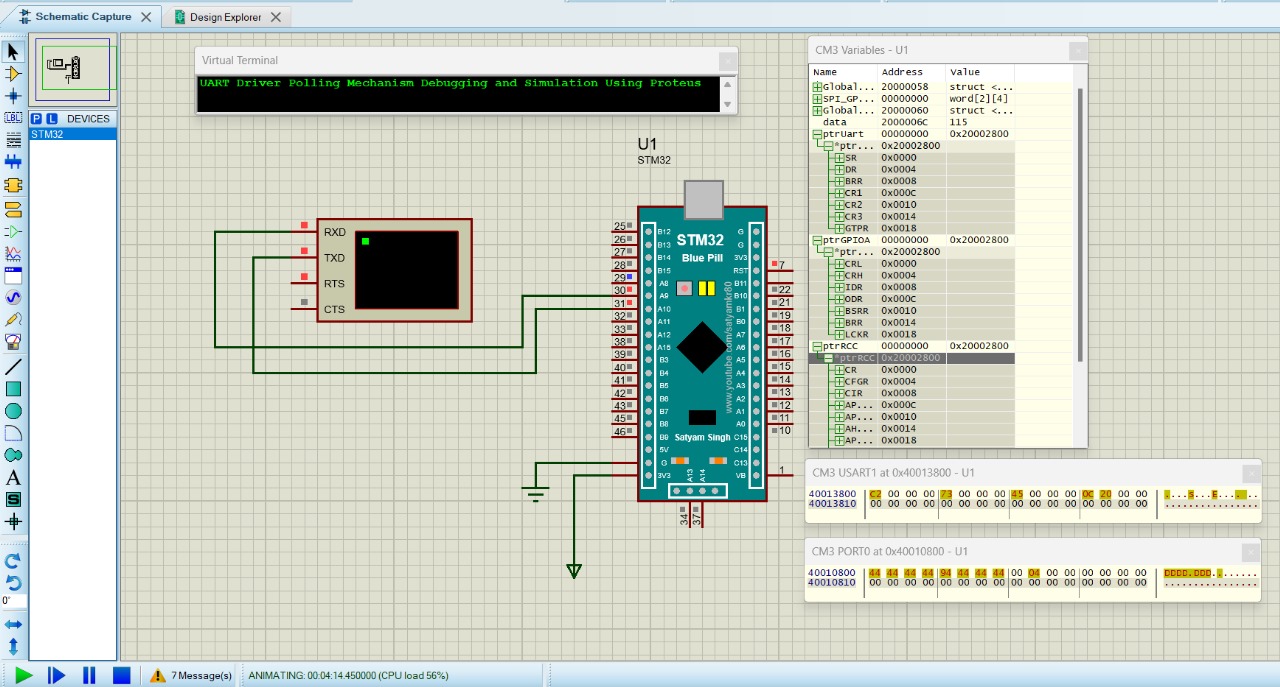 Schematic Capture
Design Explorer
P L DEVICES
STM32
LBL
A
S
0°
Virtual Terminal
UART Driver Polling Mechanism Debugging and Simulation Using Proteus
RXD
TXD
RTS
CTS
U1
STM32
STM32
Blue Pill
Satyam Singh
www.youtube.com/satyamkr80
25 B12
26 B13
27 B14
28 B15
29 A8
30 A9
31 A10
32 A11
33 A12
38 A15
39 B3
40 B4
41 B5
42 B6
43 B7
45 B8
46 B9
5V
G
3V3
G
G
3V3
RST 7
B11 22
B10 21
B1 19
B0 18
A7 17
A6 16
A5 15
A4 14
A3 13
A2 12
A1 11
A0 10
C15
C14
C13
VB 1
A13
A14
34
37
CM3 Variables - U1
Name Address Value
Global... 20000058 struct <...
SPI_GP... 00000000 word[2][4]
Global... 20000060 struct <...
data 2000006C 115
ptrUart 00000000 0x20002800
*ptr... 0x20002800
SR 0x0000
DR 0x0004
BRR 0x0008
CR1 0x000C
CR2 0x0010
CR3 0x0014
GTPR 0x0018
ptrGPIOA 00000000 0x20002800
*ptr... 0x20002800
CRL 0x0000
CRH 0x0004
IDR 0x0008
ODR 0x000C
BSRR 0x0010
BRR 0x0014
LCKR 0x0018
ptrRCC 00000000 0x20002800
*ptrRCC 0x20002800
CR 0x0000
CFGR 0x0004
CIR 0x0008
AP... 0x000C
AP... 0x0010
AH... 0x0014
AP... 0x0018
CM3 USART1 at 0x40013800 - U1
40013800 C2 00 00 00 73 00 00 00 45 00 00 00 0C 20 00 00 ....s...E... ...
40013810 00 00 00 00 00 00 00 00 00 00 00 00 00 00 00 00 ................
CM3 PORT0 at 0x40010800 - U1
40010800 44 44 44 44 94 44 44 44 00 04 00 00 00 00 00 00 DDDD.DDD........
40010810 00 00 00 00 00 00 00 00 00 00 00 00 00 00 00 00 ................
7 Message(s)
ANIMATING: 00:04:14.450000 (CPU load 56%)